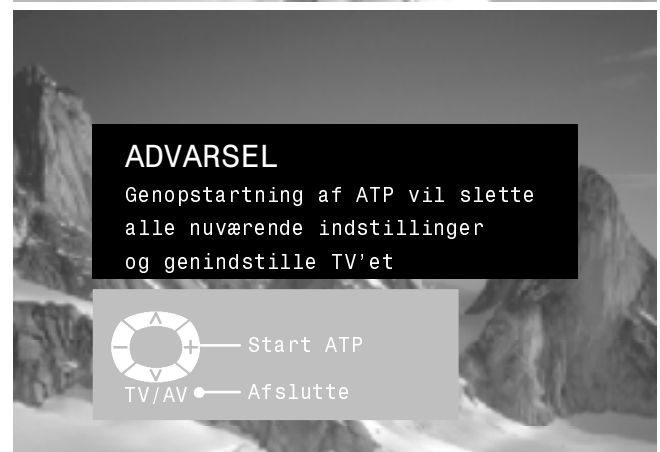 ADVARSEL
Genopstartning af ATP vil slette
alle nuværende indstillinger
og genindstille TV’et
Start ATP
TV/AV Afslutte